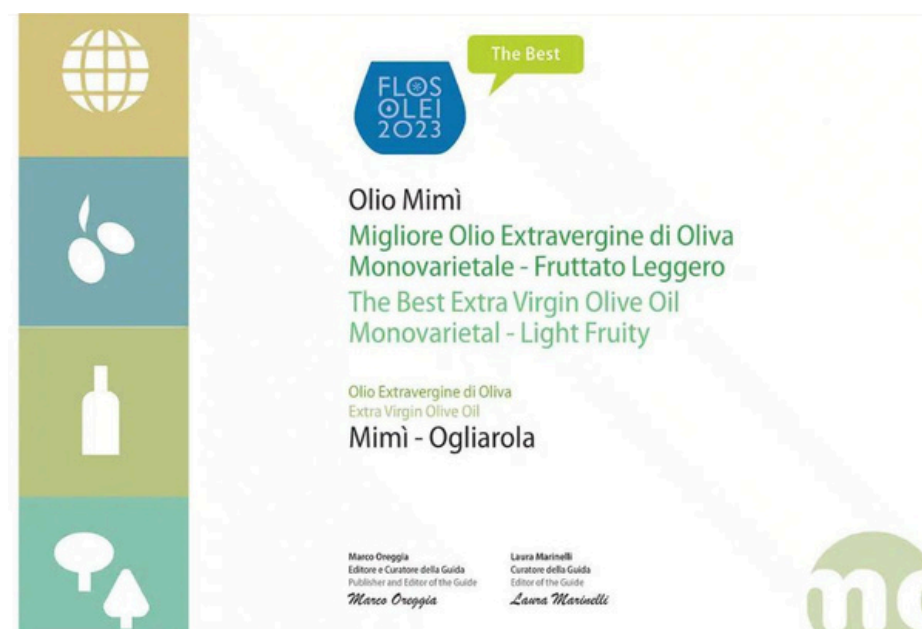 The Best
FLOS
OLEI
2023
Olio Mimì
Migliore Olio Extravergine di Oliva
Monovarietale - Fruttato Leggero
The Best Extra Virgin Olive Oil
Monovarietal - Light Fruity
Olio Extravergine di Oliva
Extra Virgin Olive Oil
Mimì - Ogliarola
Marco Oreggia
Editore e Curatore della Guida
Publisher and Editor of the Guide
Marco Oreggia
Laura Marinelli
Curatore della Guida
Editor of the Guide
Laura Marinelli